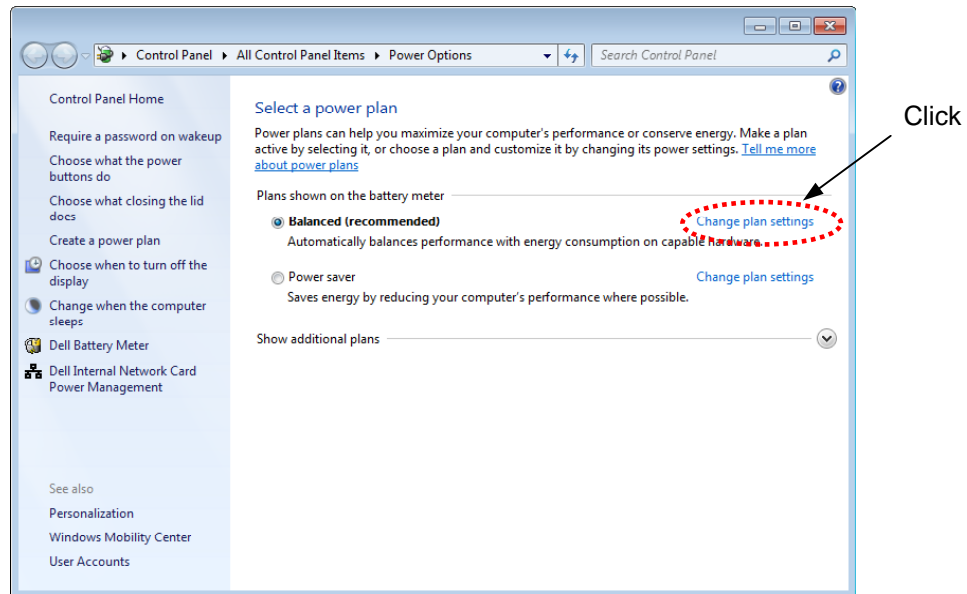 Control Panel ▸ All Control Panel Items ▸ Power Options
Search Control Panel
Control Panel Home
Require a password on wakeup
Choose what the power
buttons do
Choose what closing the lid
does
Create a power plan
Choose when to turn off the
display
Change when the computer
sleeps
Dell Battery Meter
Dell Internal Network Card
Power Management
See also
Personalization
Windows Mobility Center
User Accounts
Select a power plan
Power plans can help you maximize your computer's performance or conserve energy. Make a plan
active by selecting it, or choose a plan and customize it by changing its power settings. Tell me more
about power plans
Plans shown on the battery meter
Balanced (recommended) Change plan settings
Automatically balances performance with energy consumption on capable hardware.
Power saver Change plan settings
Saves energy by reducing your computer's performance where possible.
Show additional plans
Click